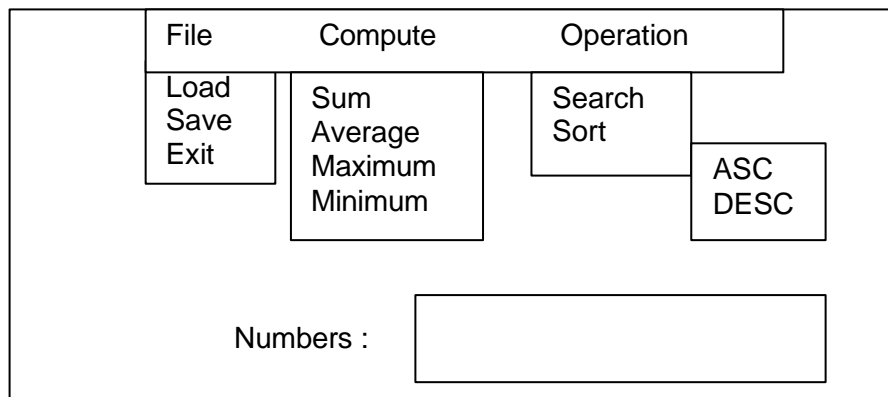 File Compute Operation
Load
Save
Exit
Sum
Average
Maximum
Minimum
Search
Sort
ASC
DESC
Numbers :